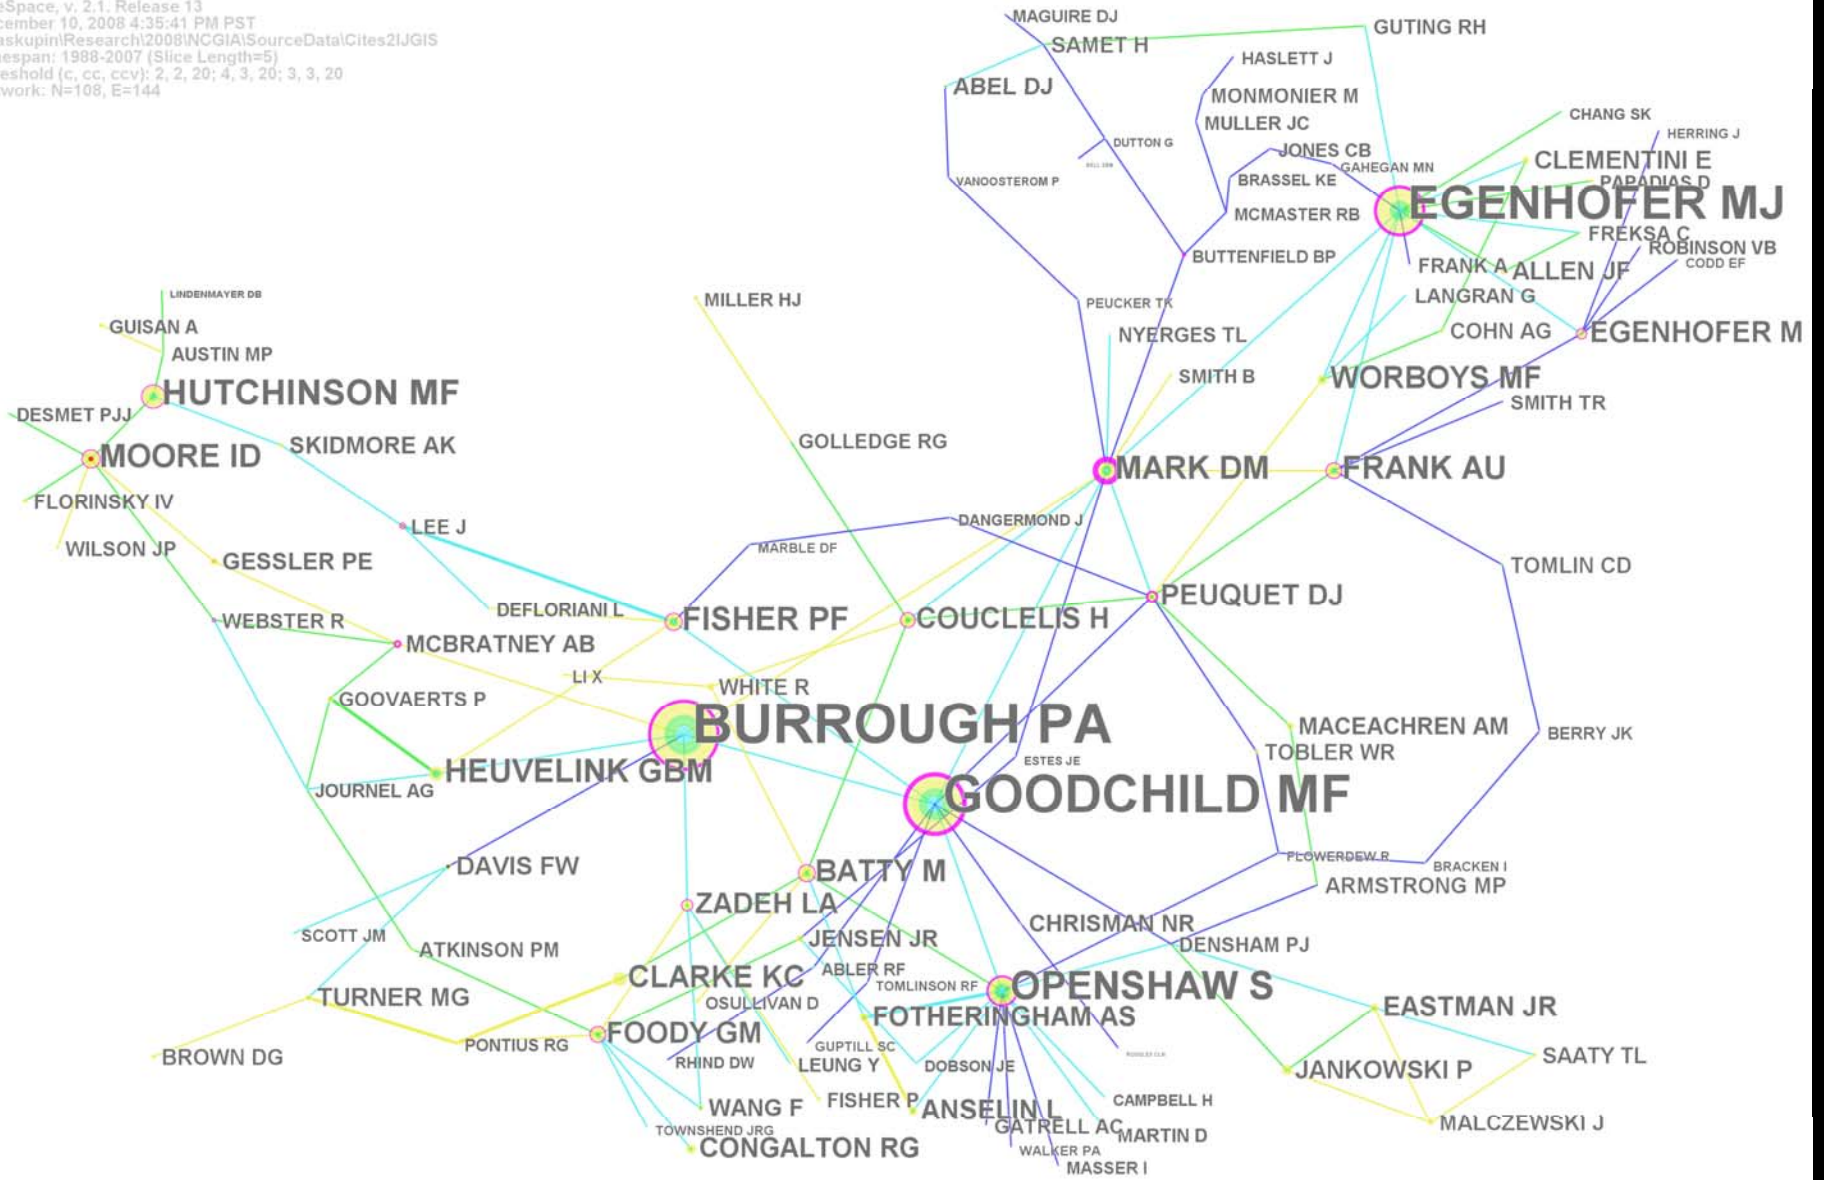 eSpace, v. 2.1. Release 13
cember 10, 2008 4:35:41 PM PST
askupin\Research\2008\NCGIA\SourceData\Cites2IJGIS
espan: 1988-2007 (Slice Length=5)
eshold (c, cc, ccv): 2, 2, 20; 4, 3, 20; 3, 3, 20
work: N=108, E=144
MAGUIRE DJ
GUTING RH
SAMET H
HASLETT J
ABEL DJ
MONMONIER M
CHANG SK
MULLER JC
HERRING J
DUTTON G
JONES CB
CLEMENTINI E
GAHEGAN MN
VANOOSTEROM P
BRASSEL KE
PAPADIAS D
EGENHOFER MJ
MCMASTER RB
FREKSA C
ROBINSON VB
BUTTENFIELD BP
CODD EF
FRANK A
ALLEN JF
LINDENMAYER DB
LANGRAN G
MILLER HJ
PEUCKER TK
GUISAN A
NYERGES TL
COHN AG
EGENHOFER M
AUSTIN MP
SMITH B
WORBOYS MF
HUTCHINSON MF
SMITH TR
DESMET PJJ
GOLLEDGE RG
SKIDMORE AK
MOORE ID
MARK DM
FRANK AU
FLORINSKY IV
DANGERMOND J
LEE J
WILSON JP
MARBLE DF
GESSLER PE
TOMLIN CD
PEUQUET DJ
DEFLORIANI L
WEBSTER R
FISHER PF
COUCLELIS H
MCBRATNEY AB
LI X
WHITE R
GOOVAERTS P
BURROUGH PA
MACEACHREN AM
BERRY JK
TOBLER WR
ESTES JE
HEUVELINK GBM
JOURNEL AG
GOODCHILD MF
FLOWERDEW R
DAVIS FW
BRACKEN I
BATTY M
ARMSTRONG MP
ZADEH LA
CHRISMAN NR
SCOTT JM
JENSEN JR
DENSHAM PJ
ATKINSON PM
ABLER RF
CLARKE KC
TOMLINSON RF
OPENSHAW S
TURNER MG
OSULLIVAN D
EASTMAN JR
FOTHERINGHAM AS
FOODY GM
PONTIUS RG
GUPTILL SC
BROWN DG
RHIND DW
LEUNG Y
DOBSON JE
SAATY TL
JANKOWSKI P
FISHER P
CAMPBELL H
WANG F
ANSELIN L
MALCZEWSKI J
TOWNSHEND JRG
GATRELL AC
MARTIN D
CONGALTON RG
WALKER PA
MASSER I